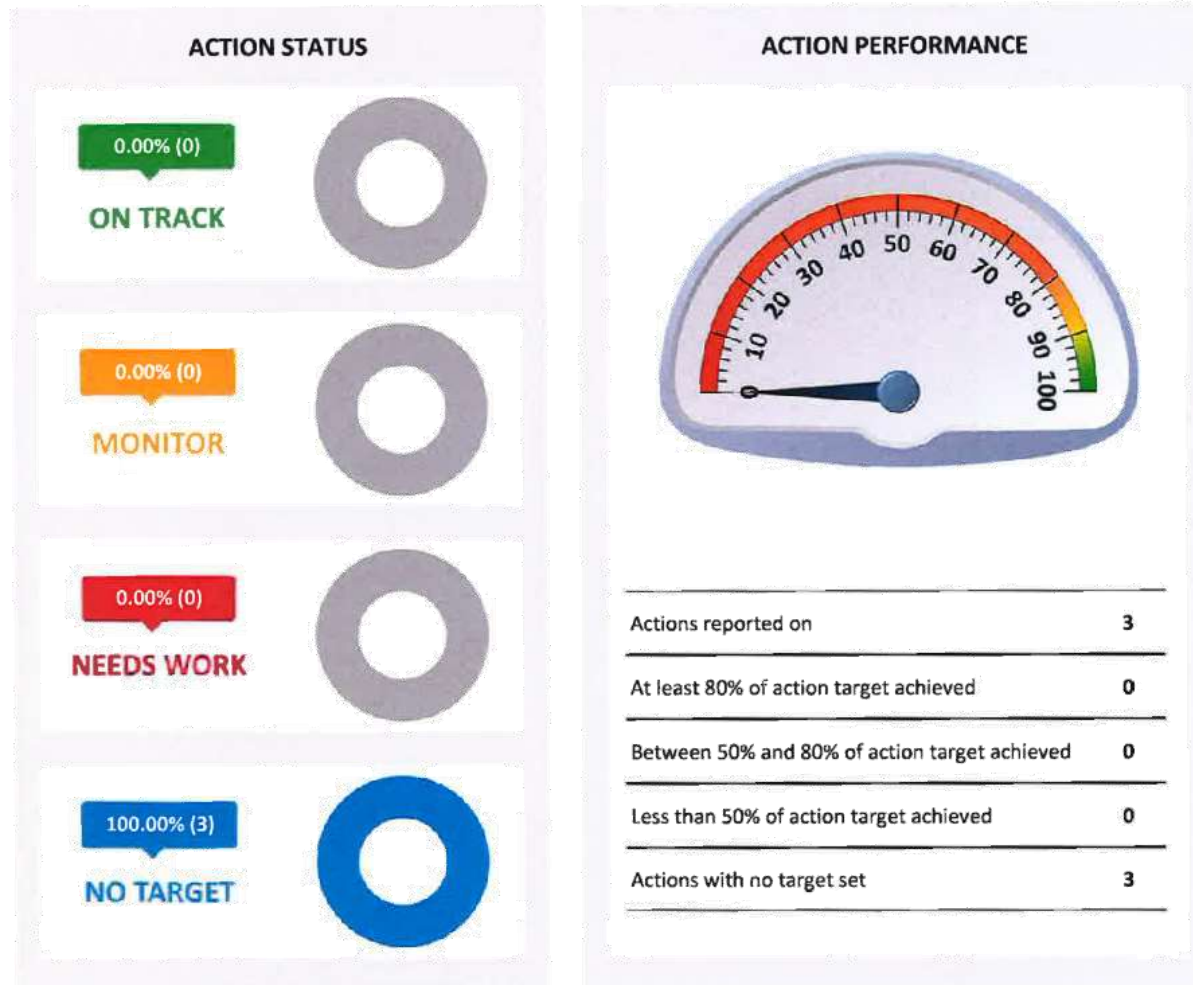 ACTION STATUS
0.00% (0)
ON TRACK
0.00% (0)
MONITOR
0.00% (0)
NEEDS WORK
100.00% (3)
NO TARGET
ACTION PERFORMANCE
0 10 20 30 40 50 60 70 80 90 100
Actions reported on 3
At least 80% of action target achieved 0
Between 50% and 80% of action target achieved 0
Less than 50% of action target achieved 0
Actions with no target set 3